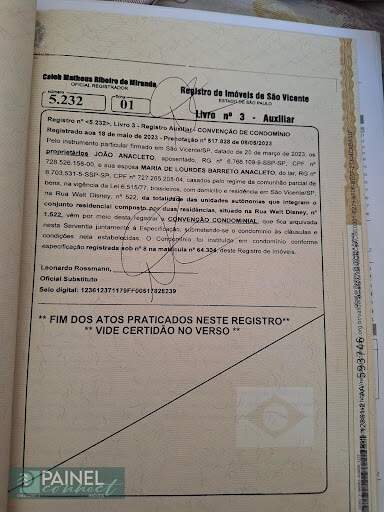 Caleb Matheus Ribeiro de Miranda
OFICIAL REGISTRADOR
Registro de Imóveis de São Vicente
ESTADO DE SÃO PAULO
número
5.232
01
Livro nº 3 - Auxiliar
Registro nº <5.232>, Livro 3 - Registro Auxiliar - CONVENÇÃO DE CONDOMÍNIO
Registrado aos 18 de maio de 2023 - Prenotação nº 517.828 de 08/05/2023
Pelo instrumento particular firmado em São Vicente/SP, datado de 20 de março de 2023, os
proprietários JOÃO ANACLETO, aposentado, RG nº 6.768.109-9-SSP-SP, CPF nº
728.526.158-00, e sua esposa MARIA DE LOURDES BARRETO ANACLETO, do lar, RG nº
8.703.531-5-SSP-SP, CPF nº 727.265.208-04, casados pelo regime da comunhão parcial de
bens, na vigência da Lei 6.515/77, brasileiros, com domicílio e residência em São Vicente/SP,
na Rua Walt Disney, nº 522, da totalidade das unidades autônomas que integram o
conjunto residencial composto por duas residências, situado na Rua Walt Disney, nº
1.522, vêm por meio desta registrar a CONVENÇÃO CONDOMINIAL, que fica arquivada
nesta Serventia juntamente à Especificação, submetendo-se o condomínio às cláusulas e
condições nela estabelecidas. O Condomínio foi instituído em condomínio conforme
especificação registrada sob nº 8 na matrícula nº 64.334, deste Registro de Imóveis.
Leonardo Rossmann,
Oficial Substituto
Selo digital: 123612371179FF00517828239
** FIM DOS ATOS PRATICADOS NESTE REGISTRO**
** VIDE CERTIDÃO NO VERSO **
593746
PAINEL
connect